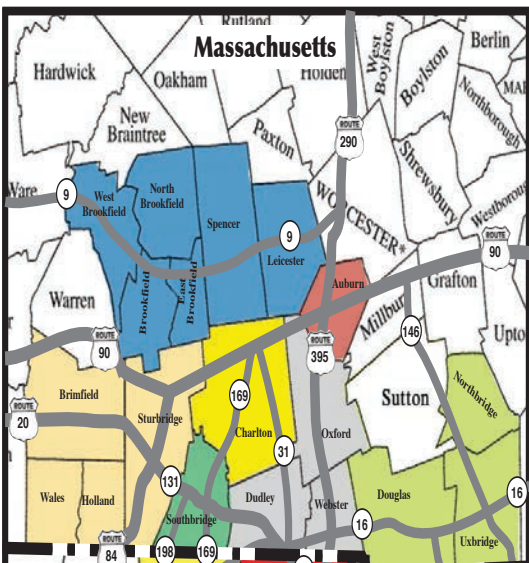 Rutland
Massachusetts
Berlin
West
Boylston
Boylston
Hardwick
Oakham
Holden
New
Braintree
Northborough
Paxton
ROUTE
290
Shrewsbury
Ware
9
West
Brookfield
North
Brookfield
Spencer
WORCESTER*
Westboro
9
Leicester
ROUTE
90
Warren
Brookfield
East
Brookfield
Auburn
Grafton
Millbur
ROUTE
90
ROUTE
395
146
Upto
Brimfield
169
Sutton
Northbridge
ROUTE
20
Sturbridge
Charlton
31
Oxford
131
Wales
Holland
Southbridge
Dudley
Webster
Douglas
16
16
Uxbridge
ROUTE
84
198
169